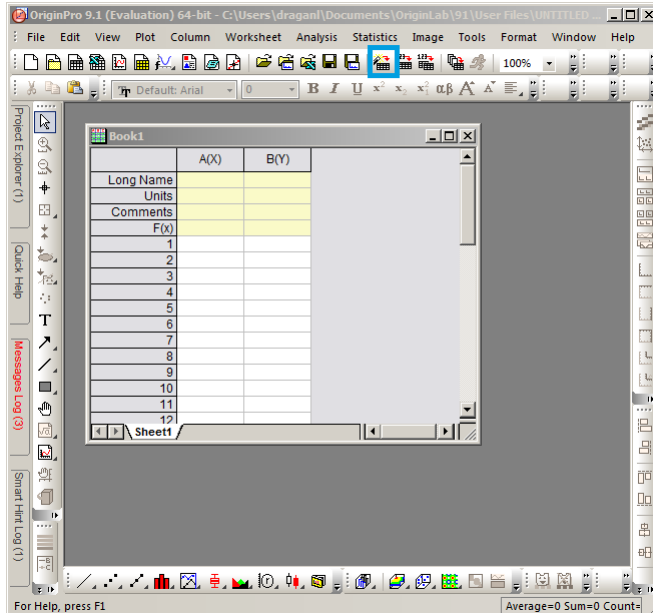 OriginPro 9.1 (Evaluation) 64-bit - C:\Users\draganl\Documents\OriginLab\91\User Files\UNTITLED ...
File Edit View Plot Column Worksheet Analysis Statistics Image Tools Format Window Help
100%
Default: Arial 0 B I U x² x₂ αβ A A
Project Explorer (1)
Quick Help
Messages Log (3)
Smart Hint Log (1)
T
Book1
A(X) B(Y)
Long Name
Units
Comments
F(x)
1
2
3
4
5
6
7
8
9
10
11
12
Sheet1
For Help, press F1 Average=0 Sum=0 Count=